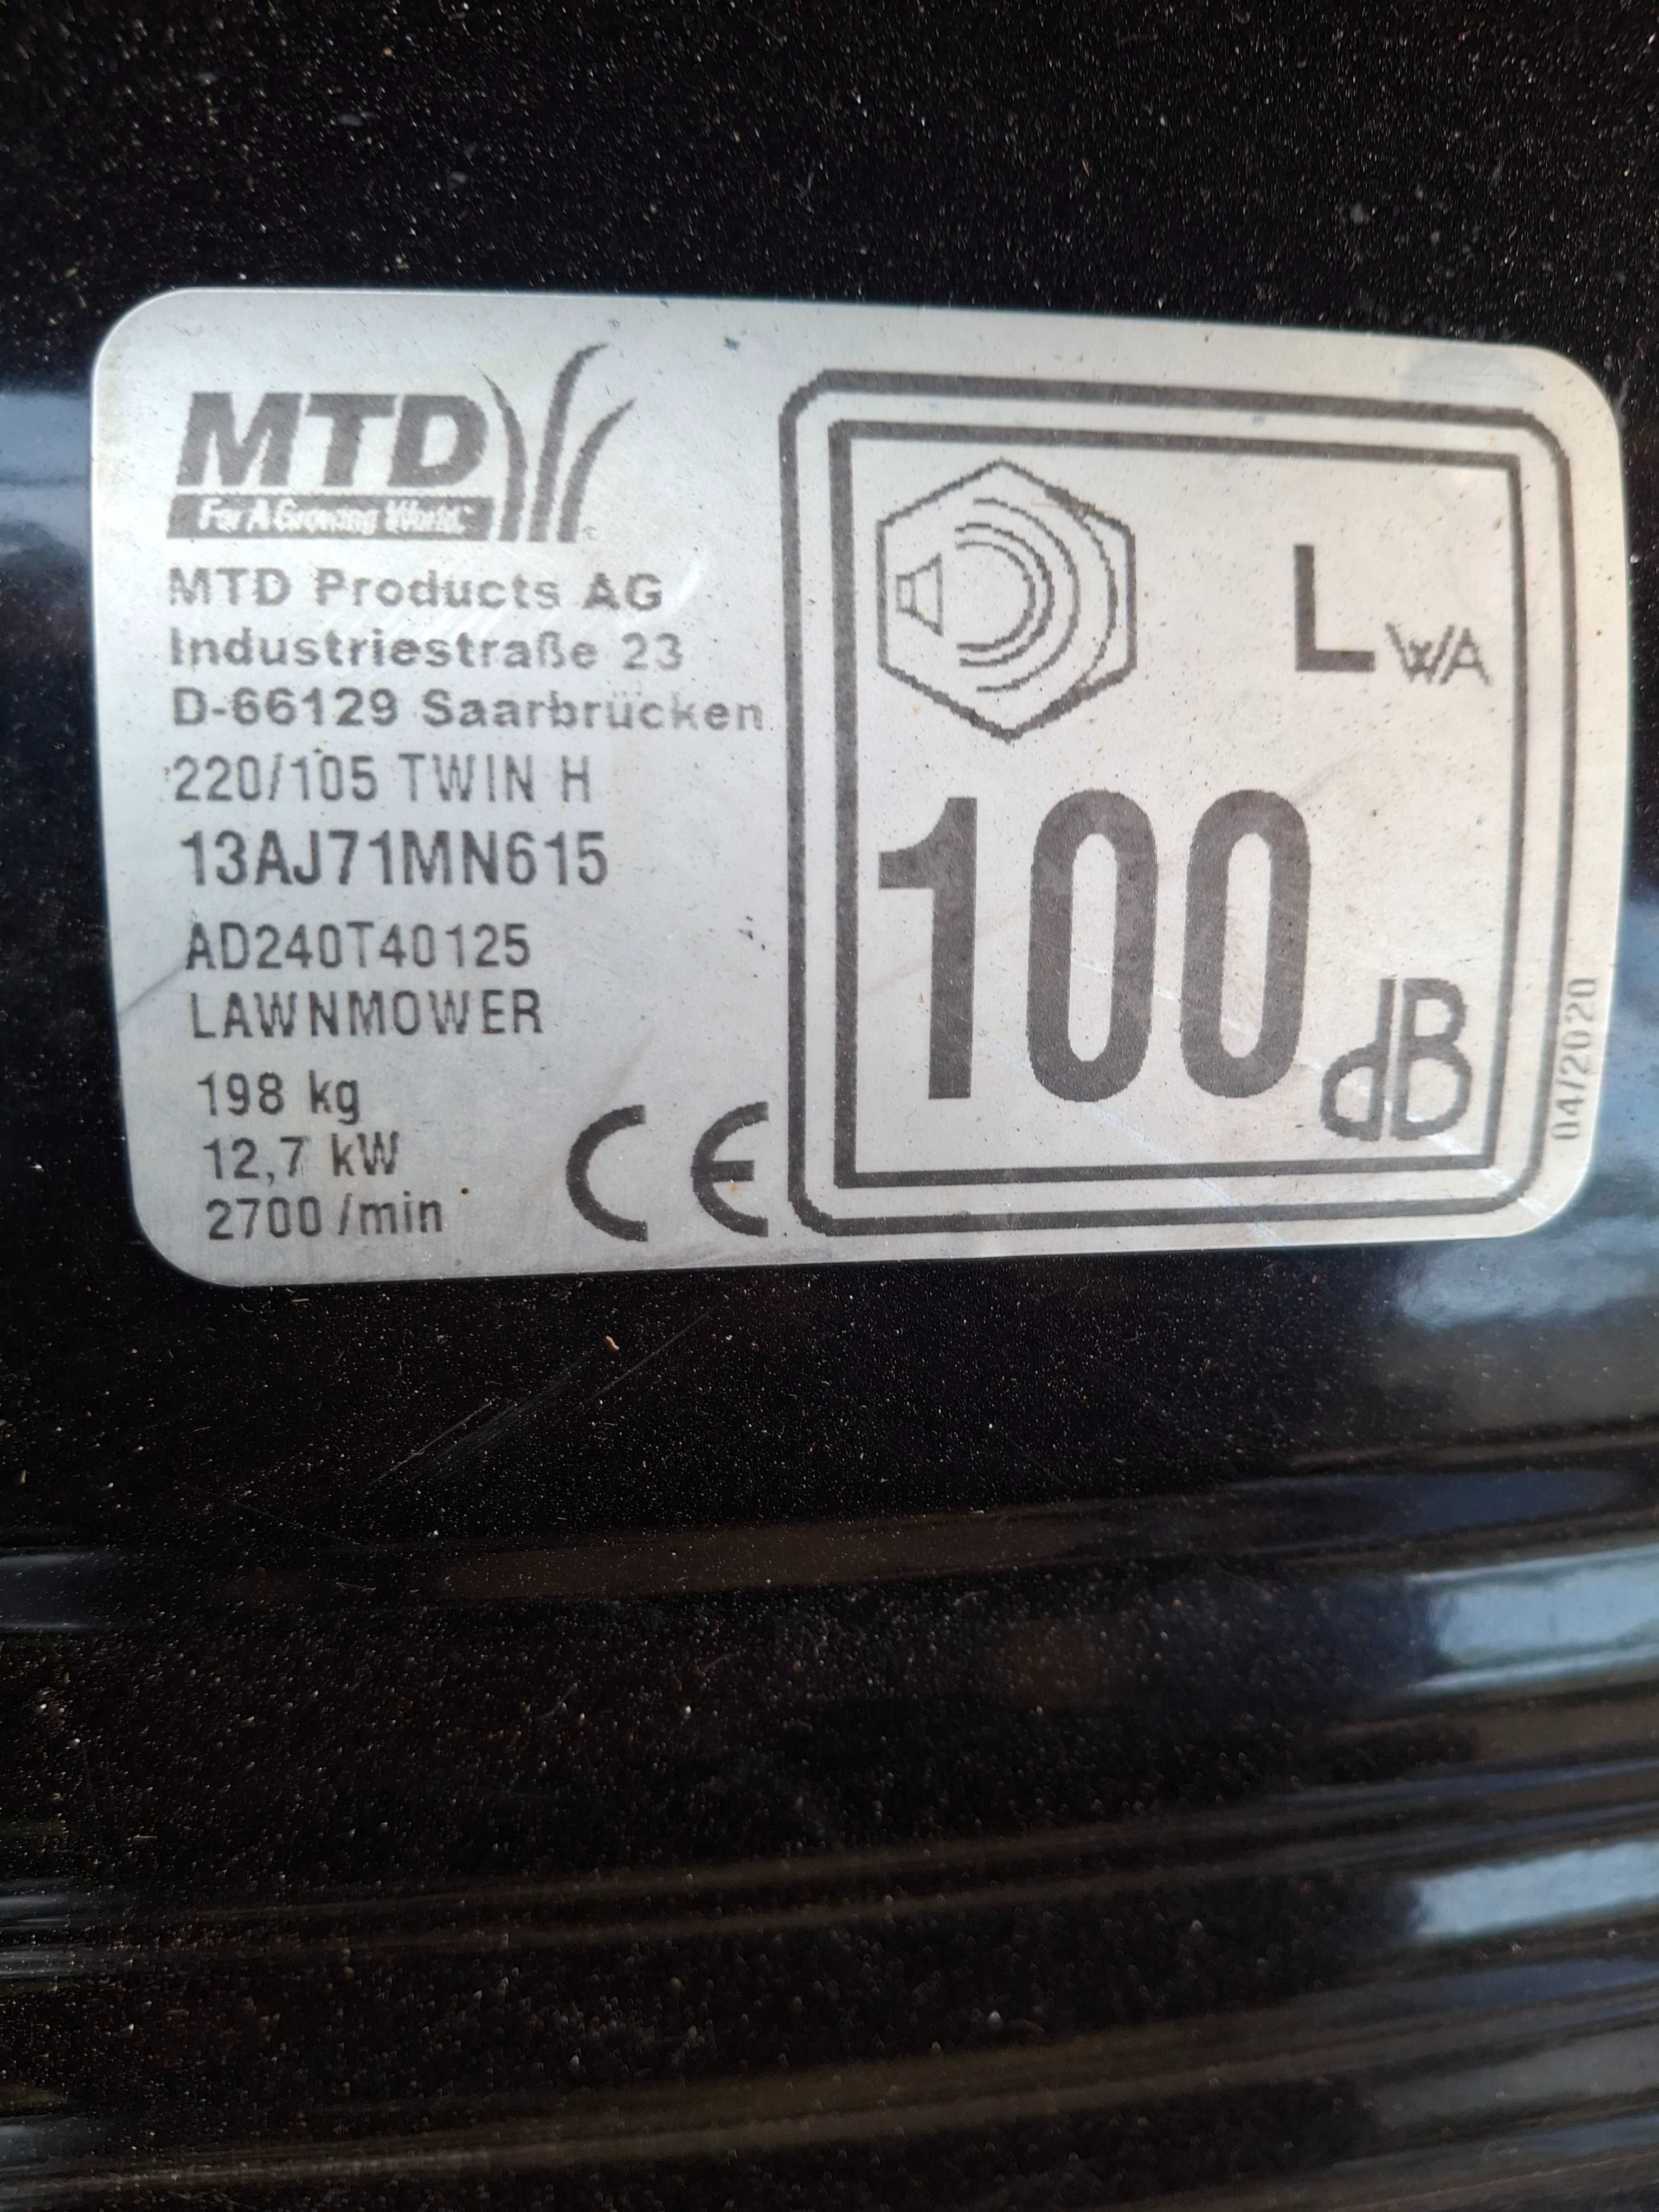 MTD
For A Growing World.
MTD Products AG
Industriestraße 23
D-66129 Saarbrücken
220/105 TWIN H
13AJ71MN615
AD240T40125
LAWNMOWER
198 kg
12,7 kW
2700/min
CE
LWA
100 dB
04/2020